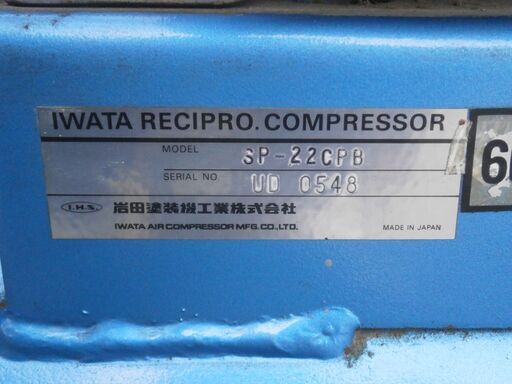 IWATA RECIPRO. COMPRESSOR
MODEL SP-22CPB
SERIAL NO. UD 0548
I.H.S. 岩田塗装機工業株式会社
IWATA AIR COMPRESSOR MFG. CO., LTD. MADE IN JAPAN